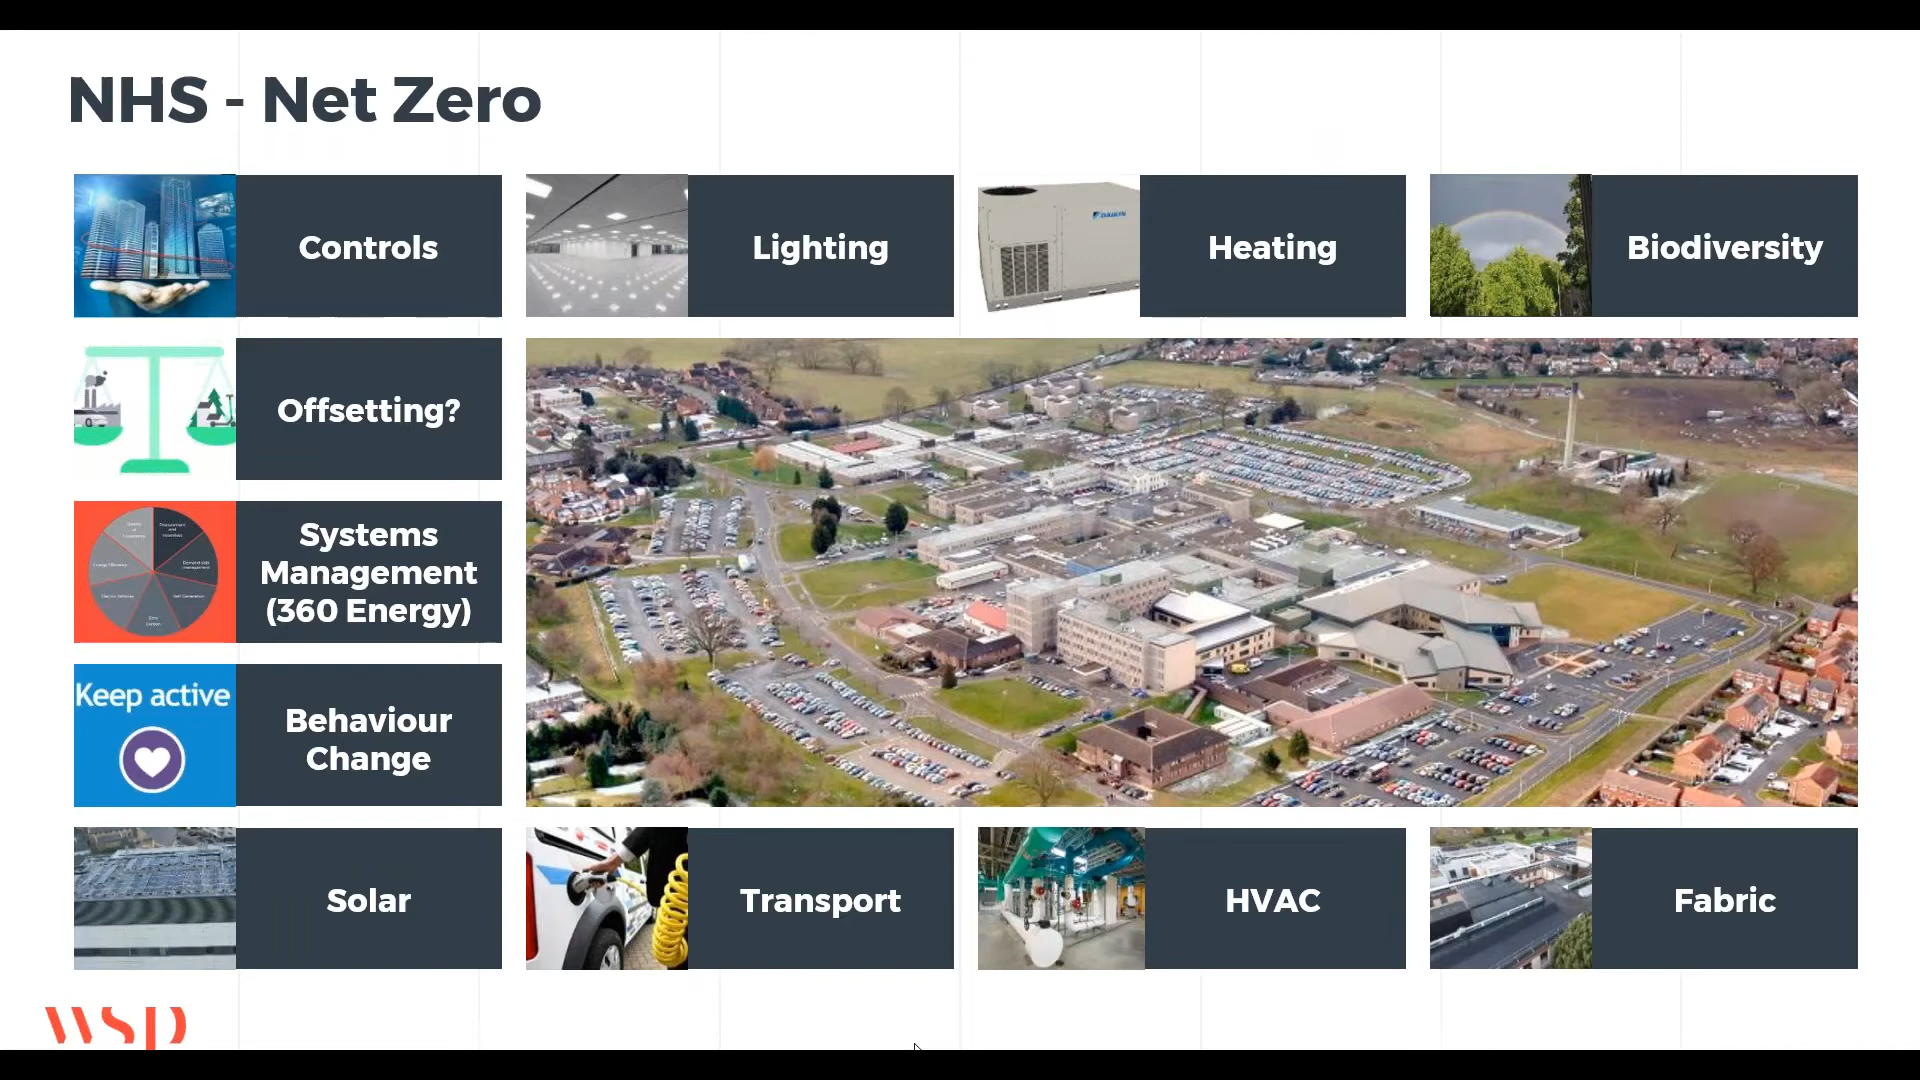 NHS - Net Zero
Controls
Lighting
DAIKIN
Heating
Biodiversity
Offsetting?
Systems
Management
(360 Energy)
Keep active
Behaviour
Change
Solar
Transport
HVAC
Fabric
wsp